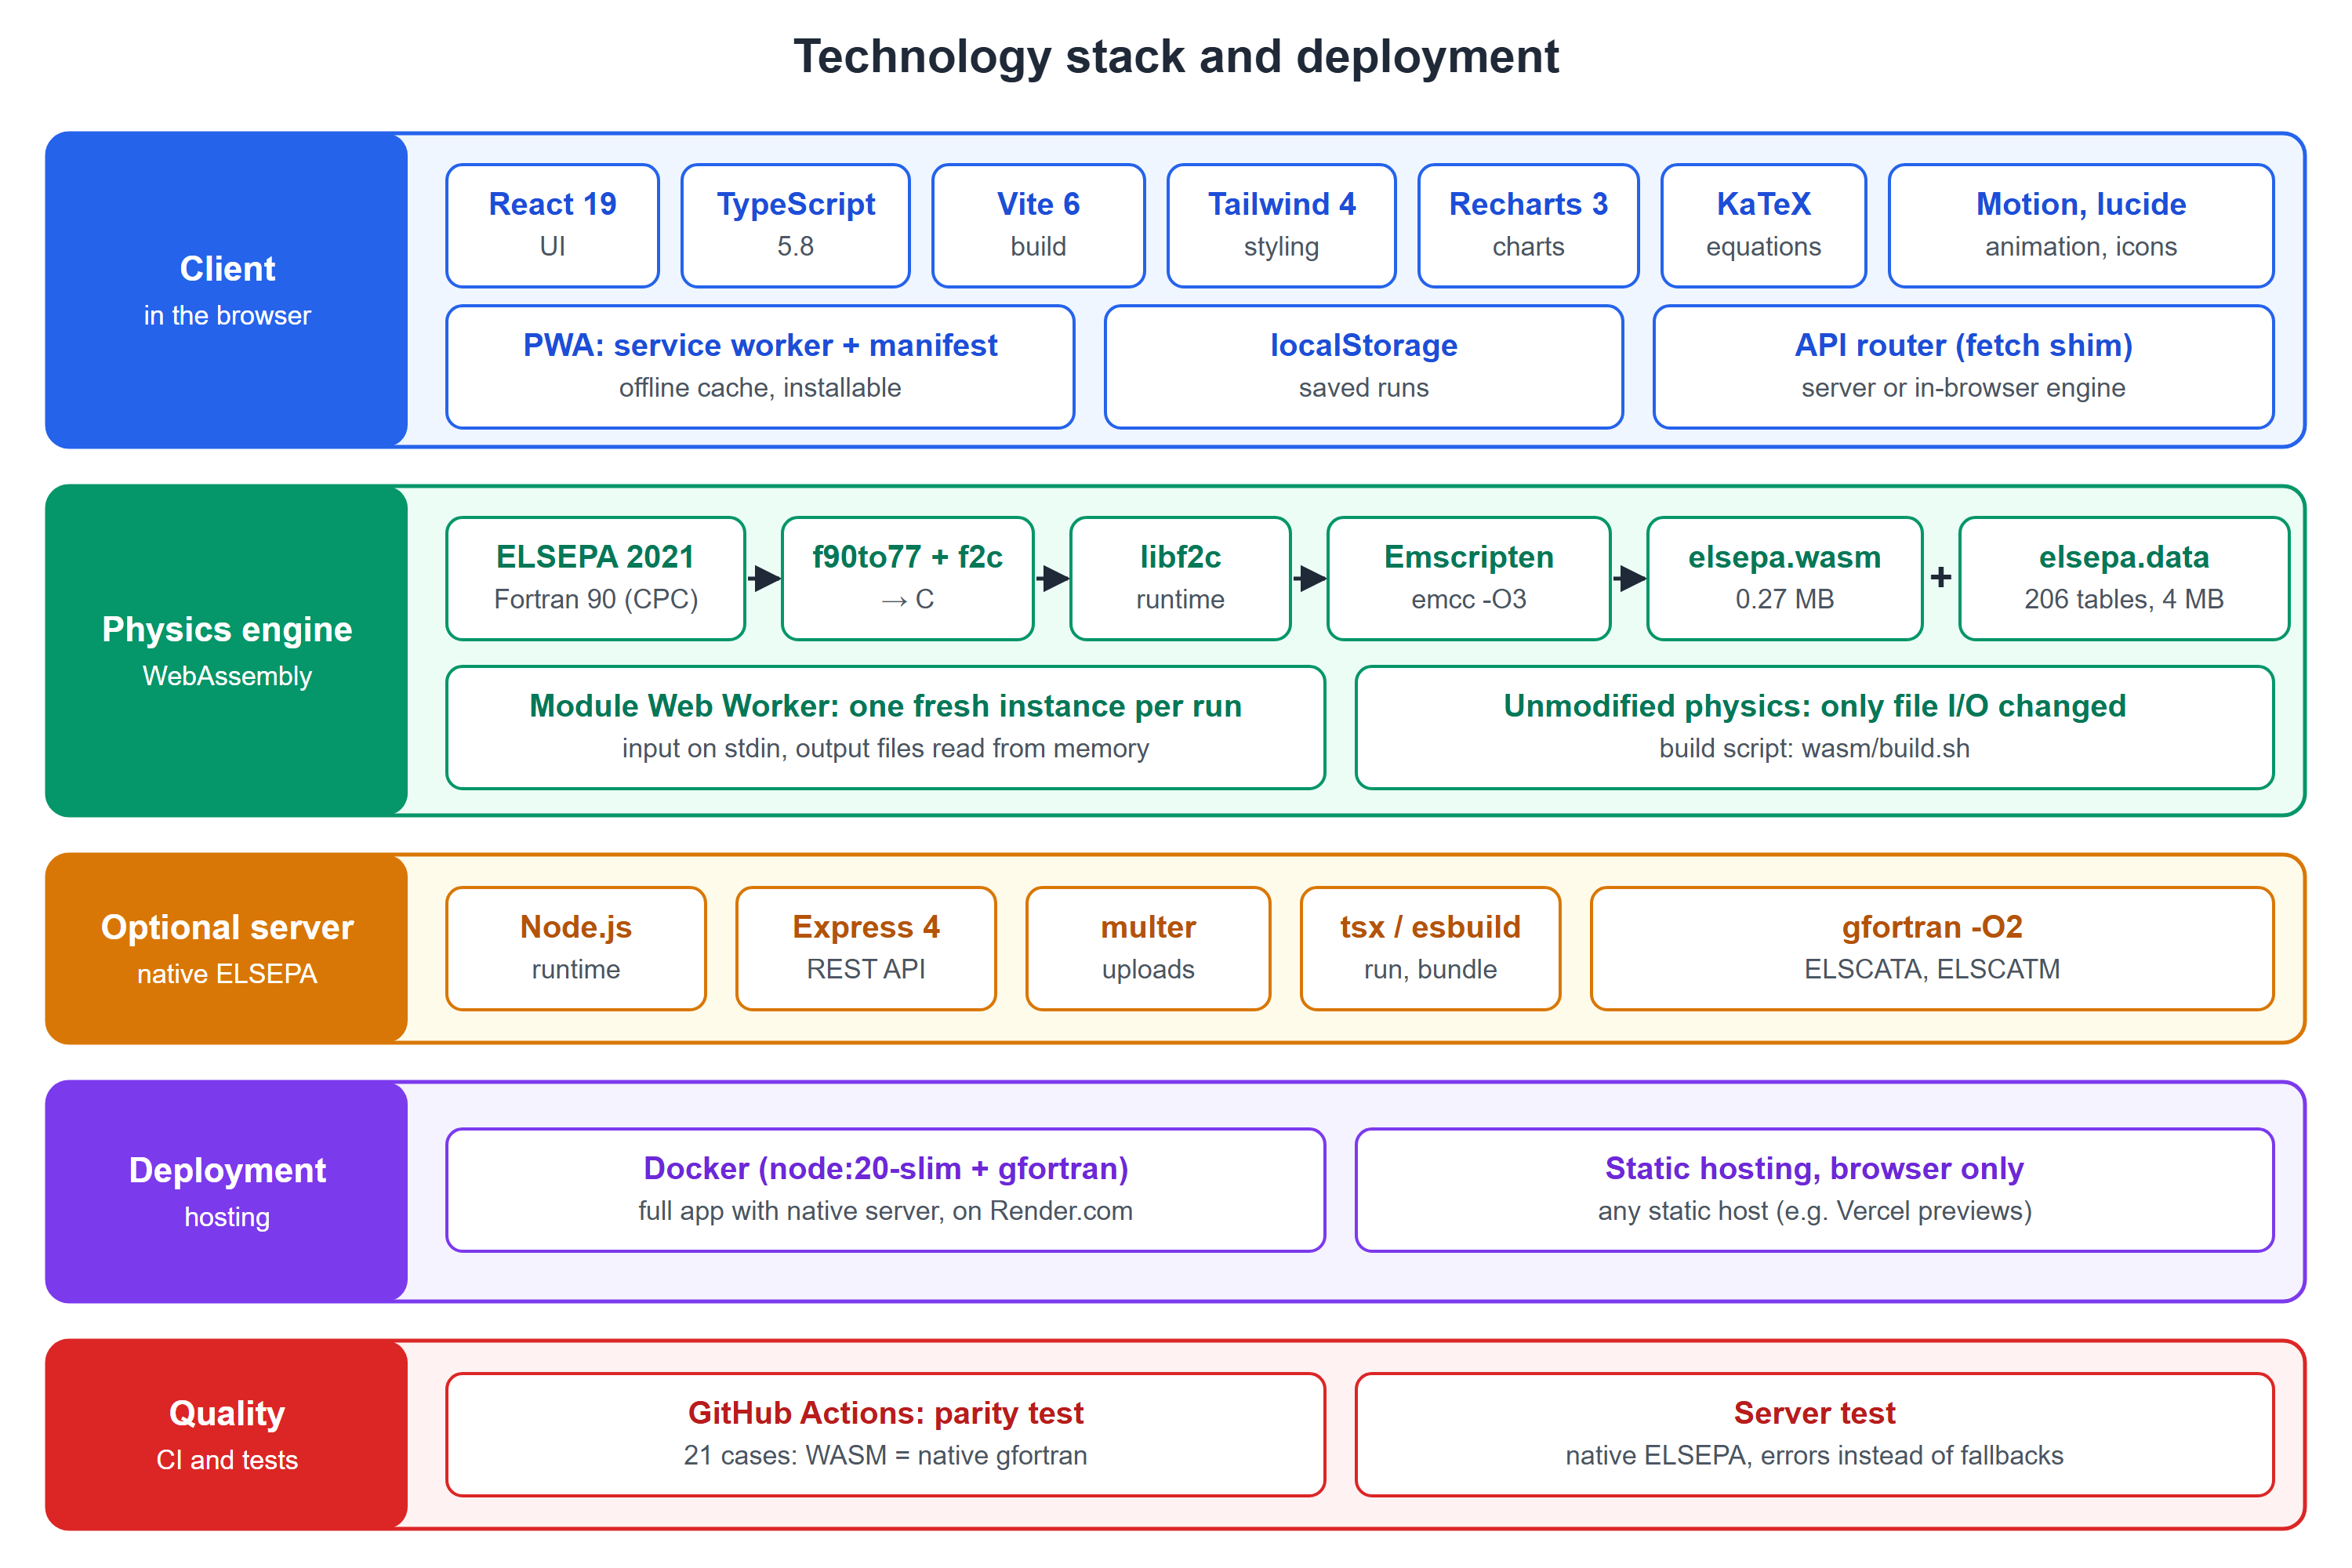 Technology stack and deployment
Client
in the browser
React 19
UI
TypeScript
5.8
Vite 6
build
Tailwind 4
styling
Recharts 3
charts
KaTeX
equations
Motion, lucide
animation, icons
PWA: service worker + manifest
offline cache, installable
localStorage
saved runs
API router (fetch shim)
server or in-browser engine
Physics engine
WebAssembly
ELSEPA 2021
Fortran 90 (CPC)
f90to77 + f2c
→ C
libf2c
runtime
Emscripten
emcc -O3
elsepa.wasm
0.27 MB
+
elsepa.data
206 tables, 4 MB
Module Web Worker: one fresh instance per run
input on stdin, output files read from memory
Unmodified physics: only file I/O changed
build script: wasm/build.sh
Optional server
native ELSEPA
Node.js
runtime
Express 4
REST API
multer
uploads
tsx / esbuild
run, bundle
gfortran -O2
ELSCATA, ELSCATM
Deployment
hosting
Docker (node:20-slim + gfortran)
full app with native server, on Render.com
Static hosting, browser only
any static host (e.g. Vercel previews)
Quality
CI and tests
GitHub Actions: parity test
21 cases: WASM = native gfortran
Server test
native ELSEPA, errors instead of fallbacks